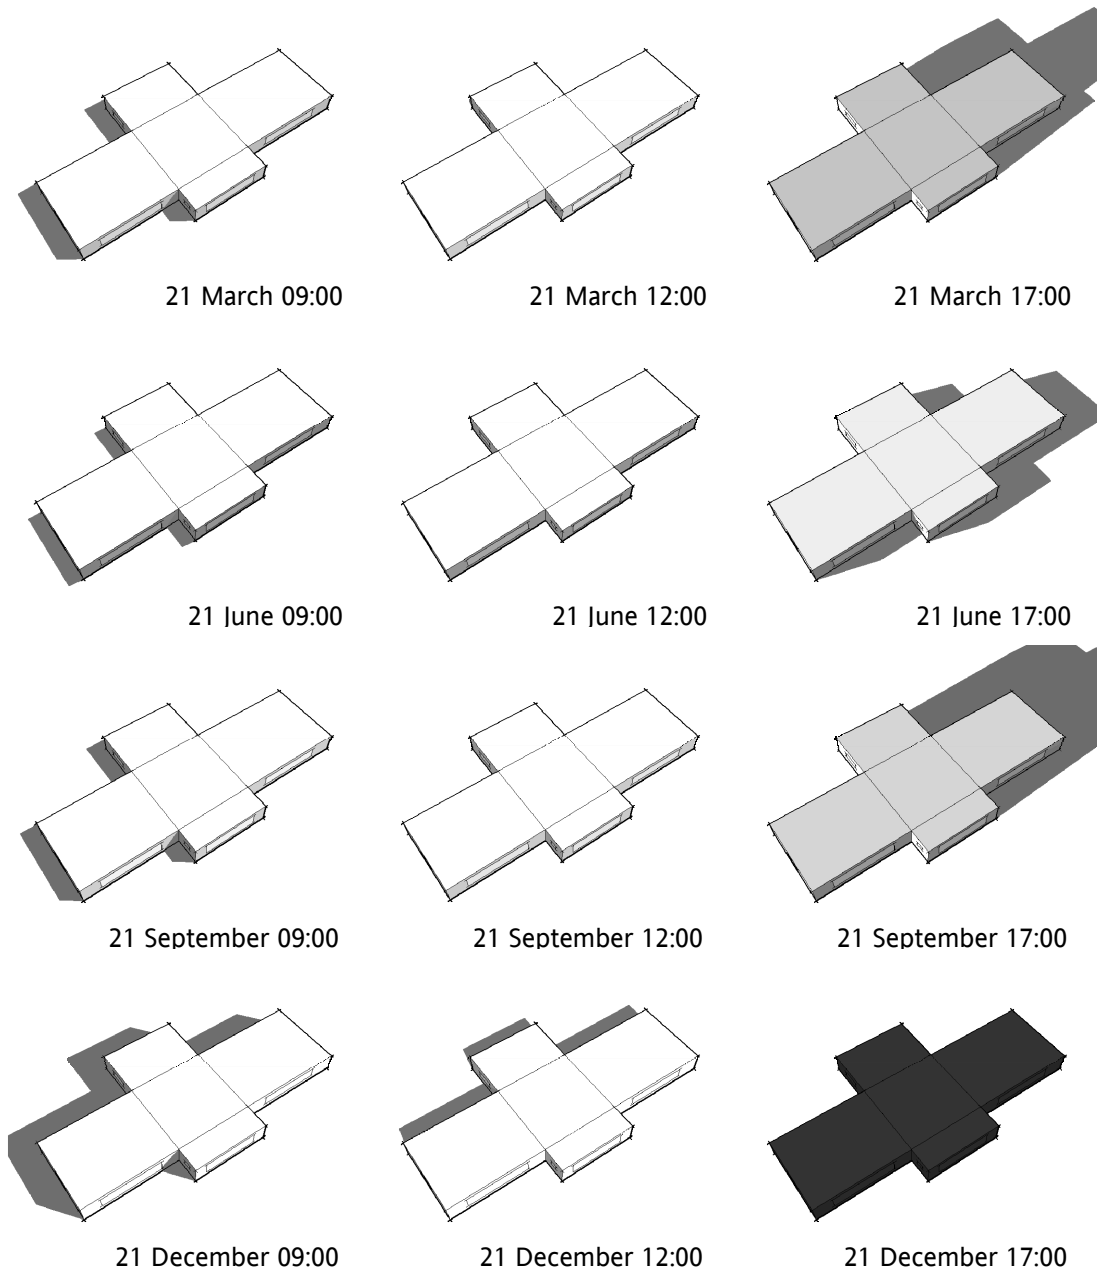 21 March 09:00
21 March 12:00
21 March 17:00
21 June 09:00
21 June 12:00
21 June 17:00
21 September 09:00
21 September 12:00
21 September 17:00
21 December 09:00
21 December 12:00
21 December 17:00